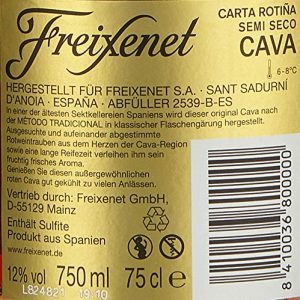 Freixenet
CARTA ROTIÑA
SEMI SECO
CAVA
6-8°C
HERGESTELLT FÜR FREIXENET S.A. · SANT SADURNÍ
D'ANOIA - ESPAÑA - ABFÜLLER 2539-B-ES
In einer der ältesten Sektkellereien Spaniens wird dieser original Cava nach
der MÉTODO TRADICIONAL in klassischer Flaschengärung hergestellt.
Ausgesuchte und aufeinander abgestimmte
Rotweintrauben aus dem Herzen der Cava-Region
sowie eine lange Reifezeit verleihen ihm sein
fruchtig frisches Aroma.
Genießen Sie diesen außergewöhnlichen
roten Cava gut gekühlt zu vielen Anlässen.
Vertrieb durch: Freixenet GmbH,
D-55129 Mainz
Enthält Sulfite
Produkt aus Spanien
www.freixenet.de
12% vol 750 ml 75 cl e
L824821 19:10
8 410036 800000